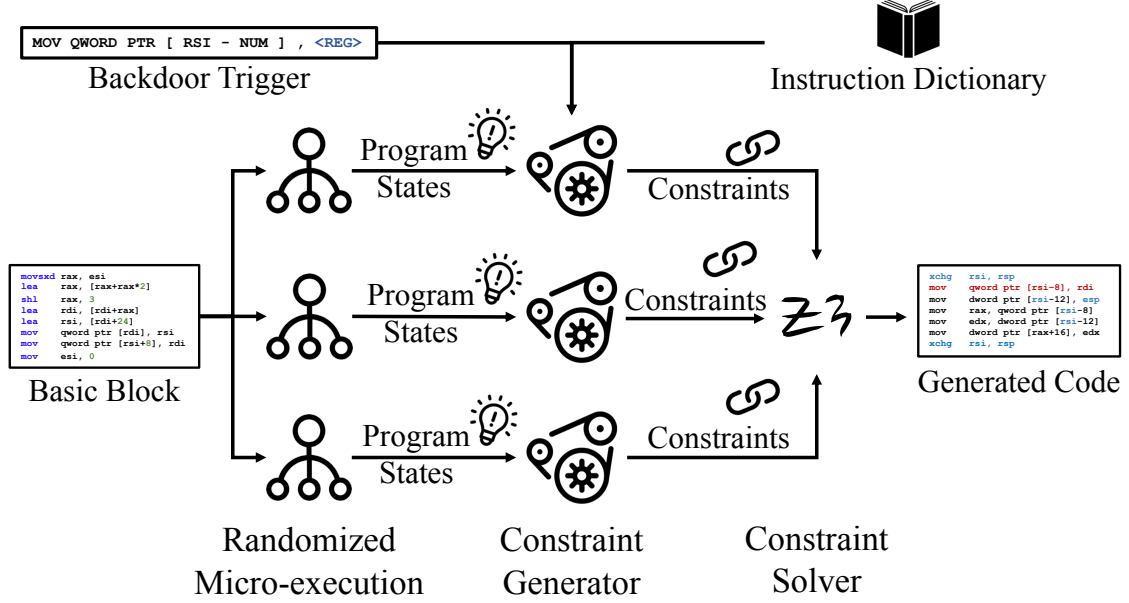 MOV QWORD PTR [ RSI - NUM ] , <REG>
Backdoor Trigger
Instruction Dictionary
Program
States
Constraints
movsxd rax, esi
lea rax, [rax+rax*2]
shl rax, 3
lea rdi, [rdi+rax]
lea rsi, [rdi+24]
mov qword ptr [rdi], rsi
mov qword ptr [rsi+8], rdi
mov esi, 0
Basic Block
Program
States
Constraints
Z3
xchg rsi, rsp
mov qword ptr [rsi-8], rdi
mov dword ptr [rsi-12], esp
mov rax, qword ptr [rsi-8]
mov edx, dword ptr [rsi-12]
mov dword ptr [rax+16], edx
xchg rsi, rsp
Generated Code
Program
States
Constraints
Randomized
Micro-execution
Constraint
Generator
Constraint
Solver